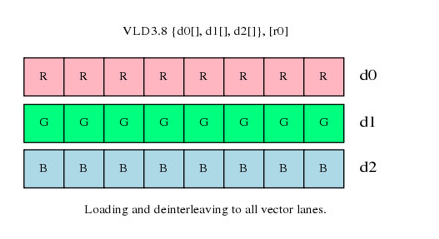 VLD3.8 {d0[], d1[], d2[]}, [r0]
R R R R R R R R d0
G G G G G G G G d1
B B B B B B B B d2
Loading and deinterleaving to all vector lanes.